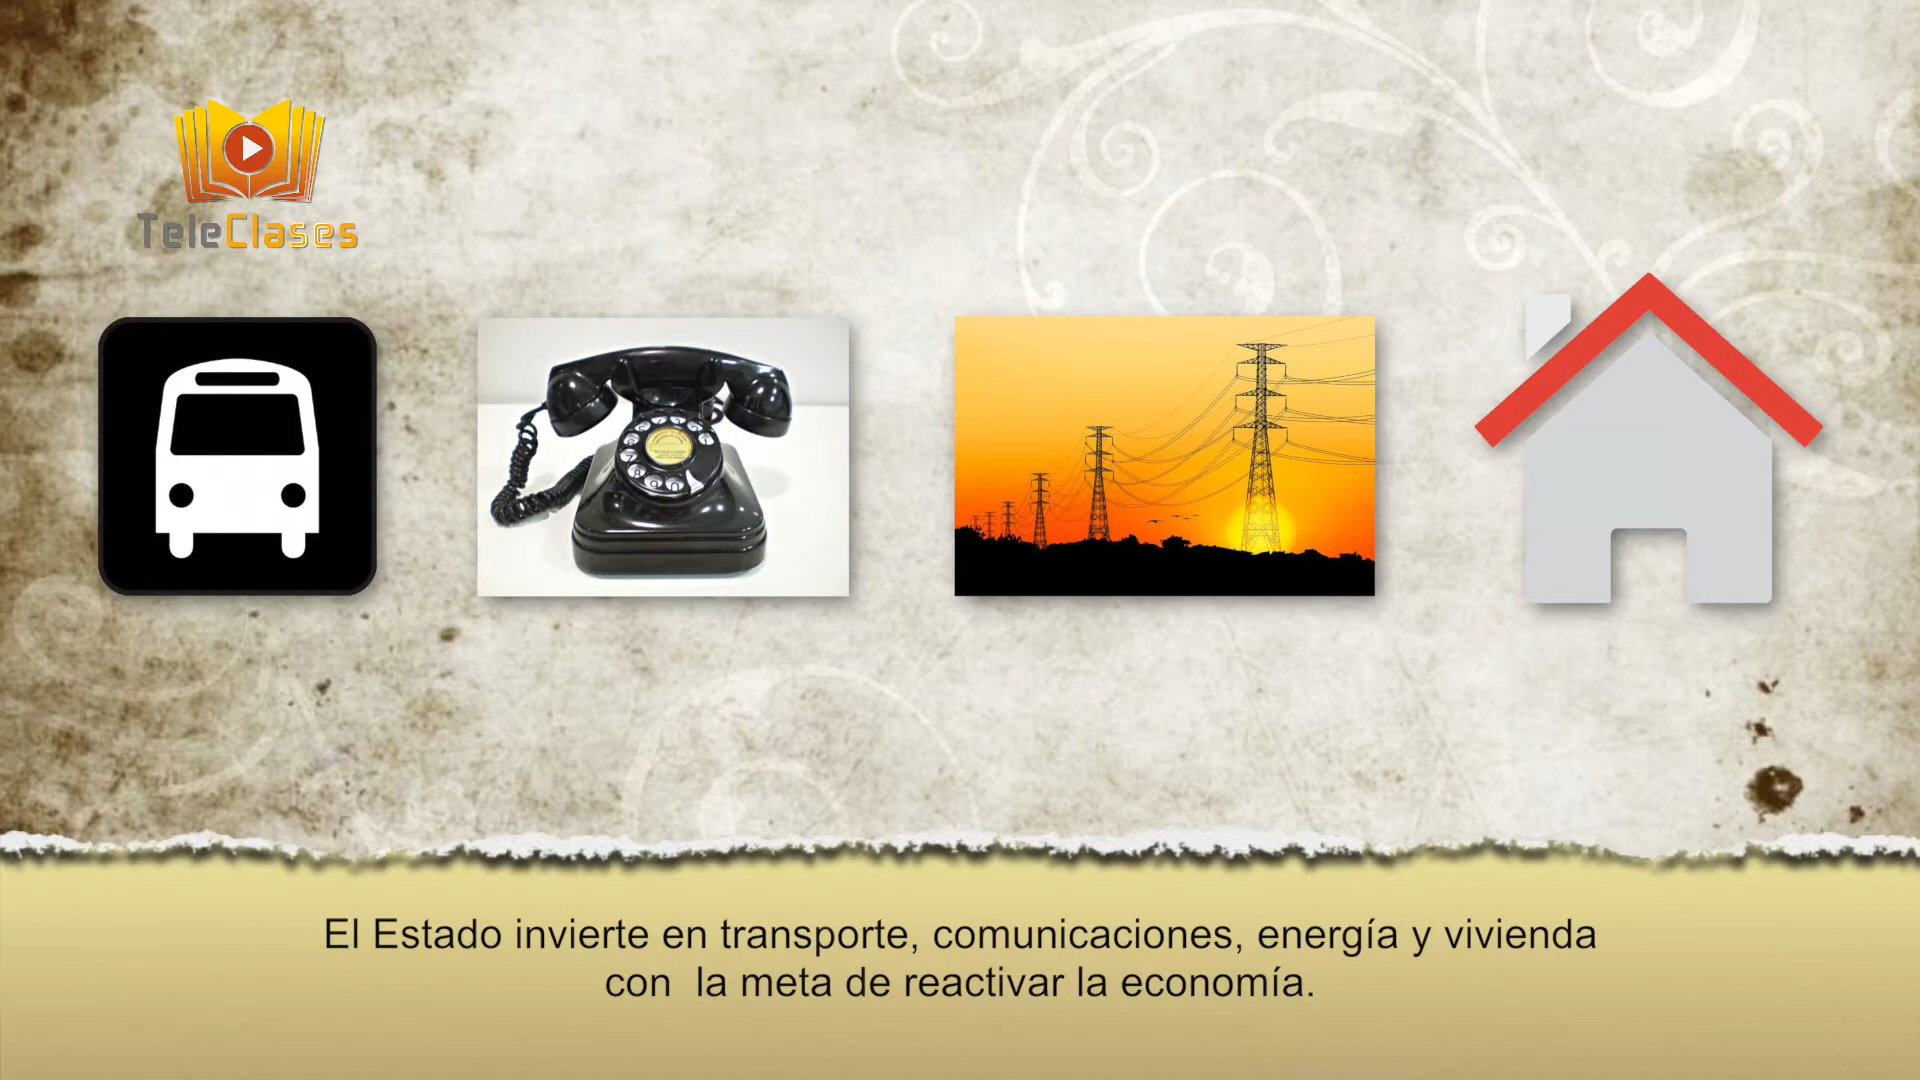 TeleClases
El Estado invierte en transporte, comunicaciones, energía y vivienda
con  la meta de reactivar la economía.